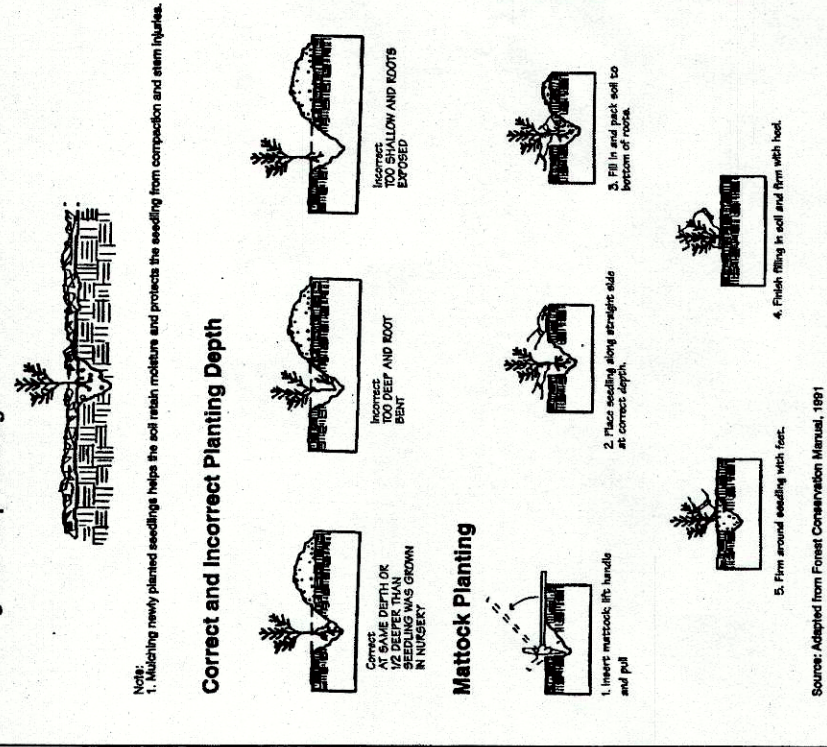 Note:
1. Mulching newly planted seedlings helps the soil retain moisture and protects the seedling from compaction and stem injuries.
Correct and Incorrect Planting Depth
Correct
AT SAME DEPTH OR
1/2 DEEPER THAN
SEEDLING WAS GROWN
IN NURSERY
Incorrect
TOO DEEP AND ROOT
BENT
Incorrect
TOO SHALLOW AND ROOTS
EXPOSED
Mattock Planting
1. Insert mattock; lift handle
and pull
2. Place seedling along straight side
at correct depth.
3. Fill in and pack soil to
bottom of roots.
4. Finish filling in soil and firm with heel.
5. Firm around seedling with feet.
Source: Adapted from Forest Conservation Manual, 1991